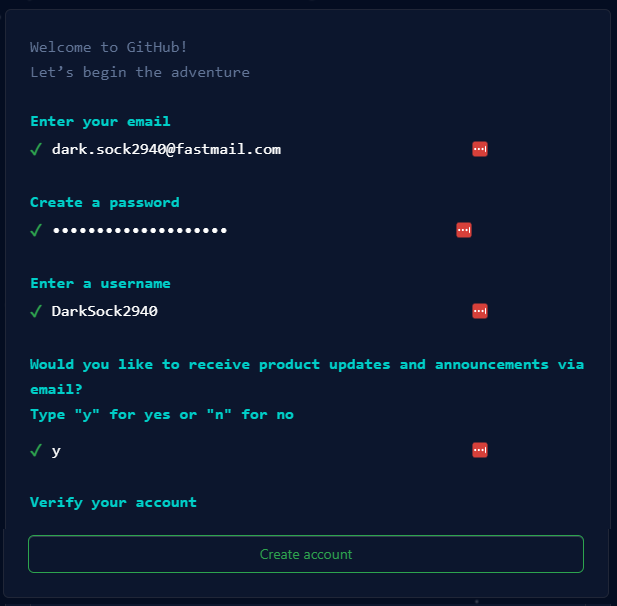 Welcome to GitHub!
Let’s begin the adventure
Enter your email
✓ dark.sock2940@fastmail.com
Create a password
✓ ••••••••••••••••••••
Enter a username
✓ DarkSock2940
Would you like to receive product updates and announcements via
email?
Type "y" for yes or "n" for no
✓ y
Verify your account
Create account